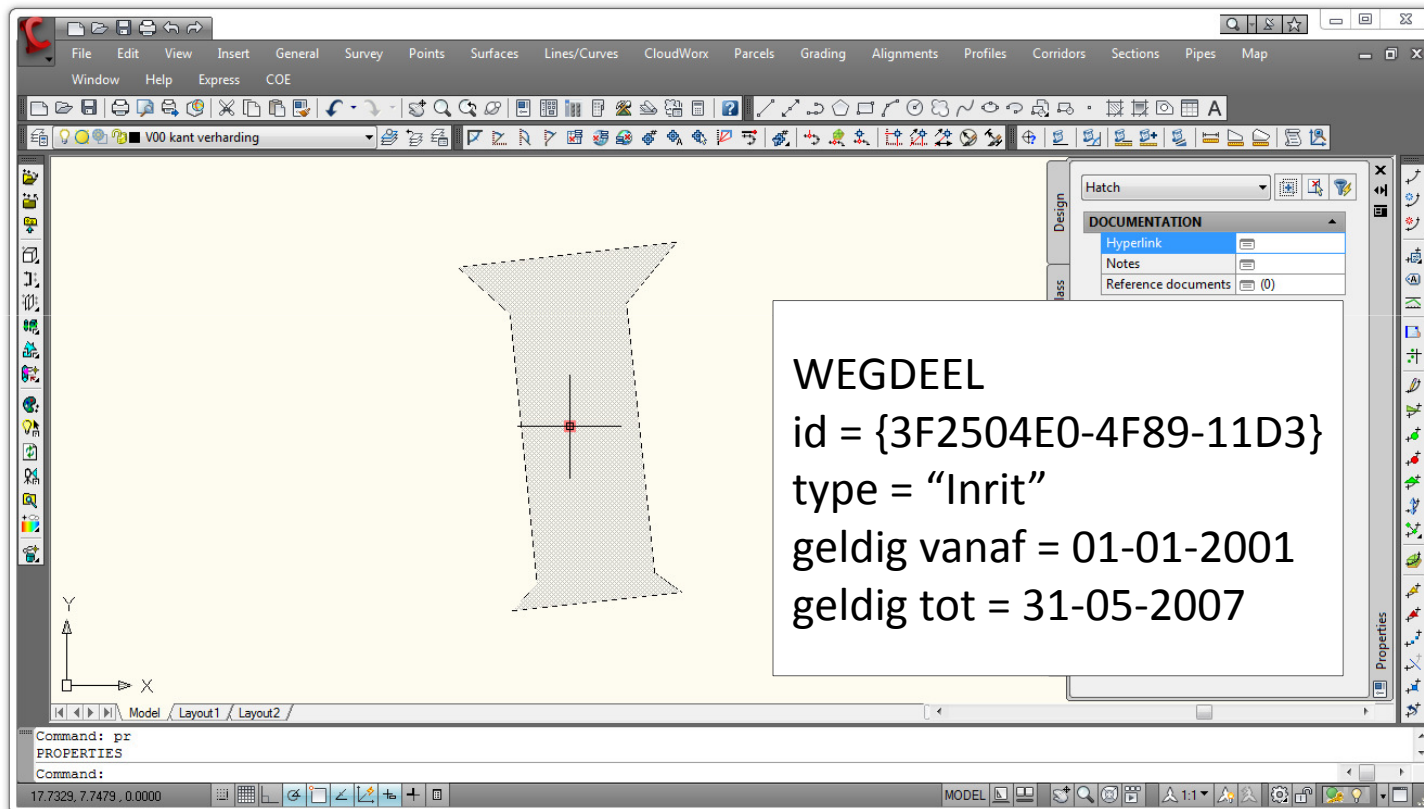 File Edit View Insert General Survey Points Surfaces Lines/Curves CloudWorx Parcels Grading Alignments Profiles Corridors Sections Pipes Map
Window Help Express COE
V00 kant verharding
Design
Hatch
DOCUMENTATION
Hyperlink
Notes
Reference documents (0)
lass
WEGDEEL
id = {3F2504E0-4F89-11D3}
type = “Inrit”
geldig vanaf = 01-01-2001
geldig tot = 31-05-2007
Properties
Y
X
Model Layout1 Layout2
Command: pr
PROPERTIES
Command:
17.7329, 7.7479 , 0.0000
MODEL
1:1